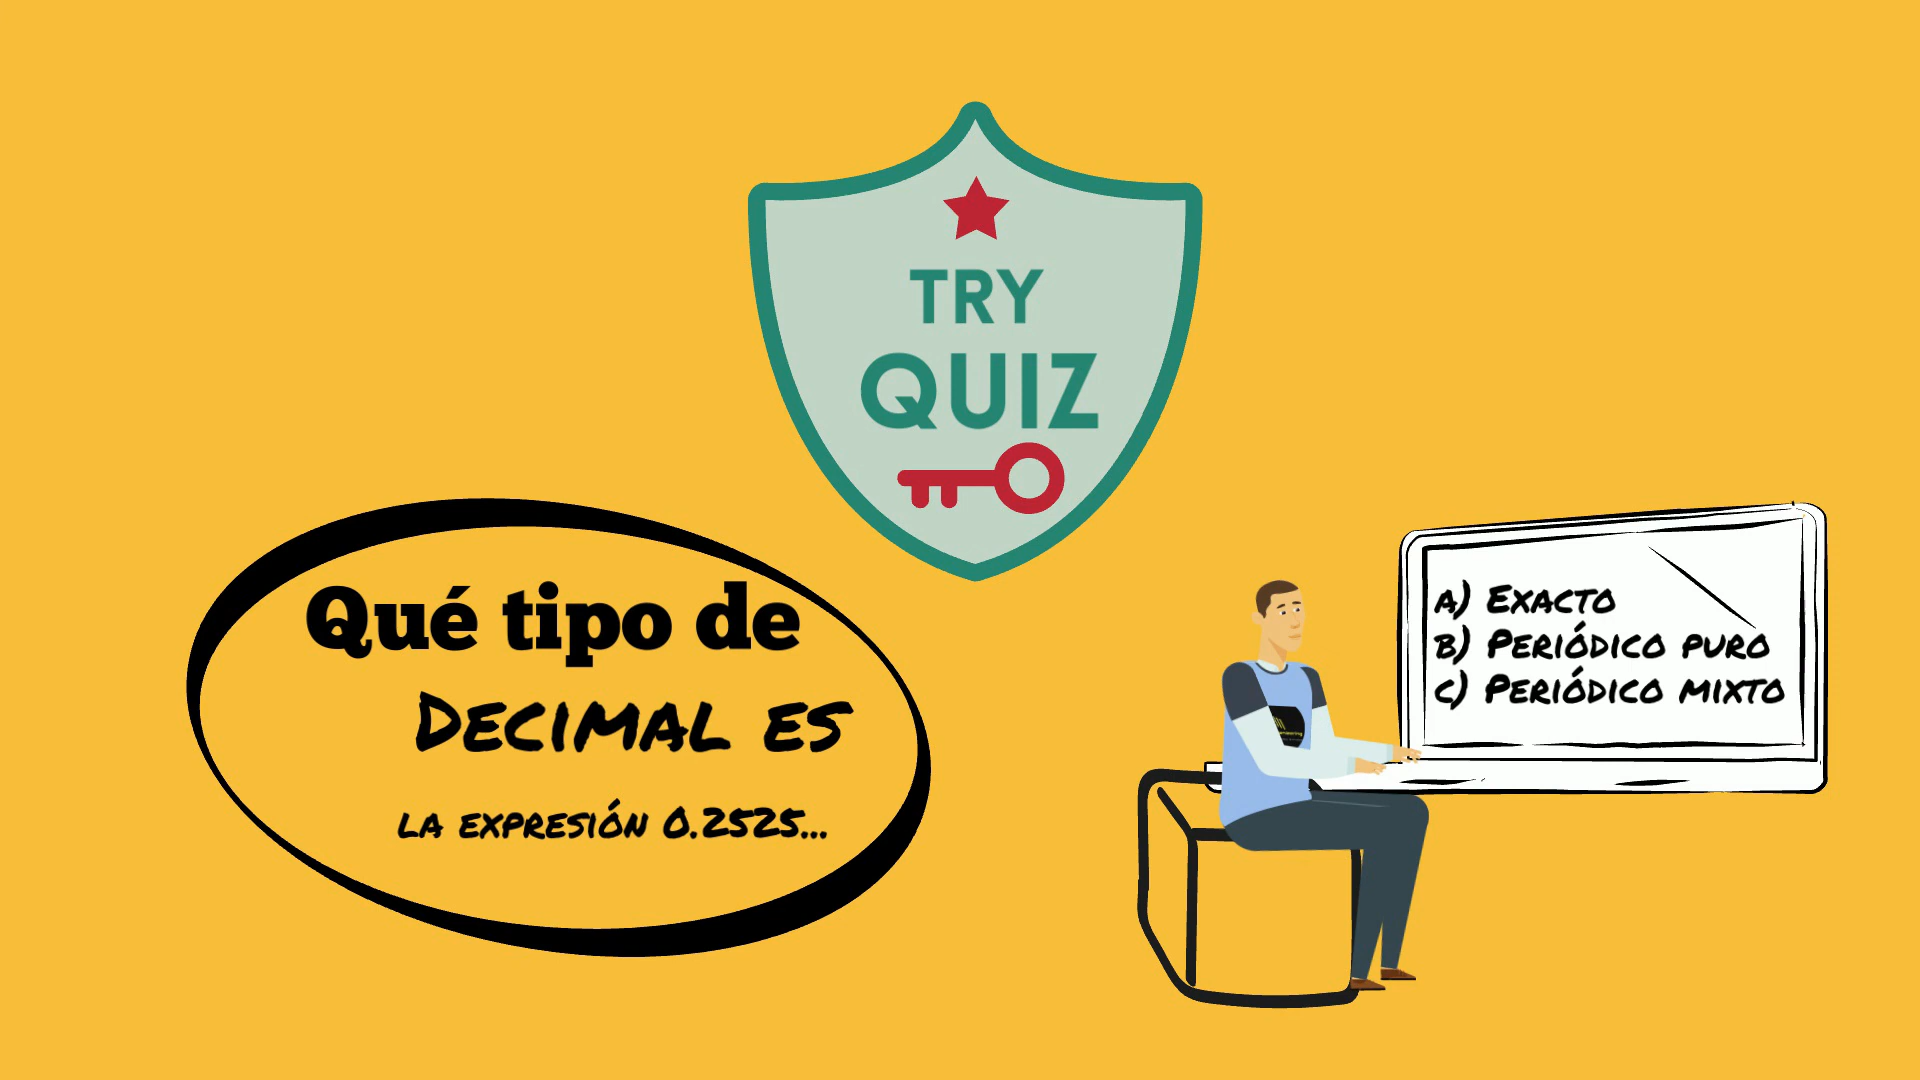 TRY
QUIZ
Qué tipo de
Decimal es
la expresión 0.2525...
a) Exacto
b) Periódico puro
c) Periódico mixto